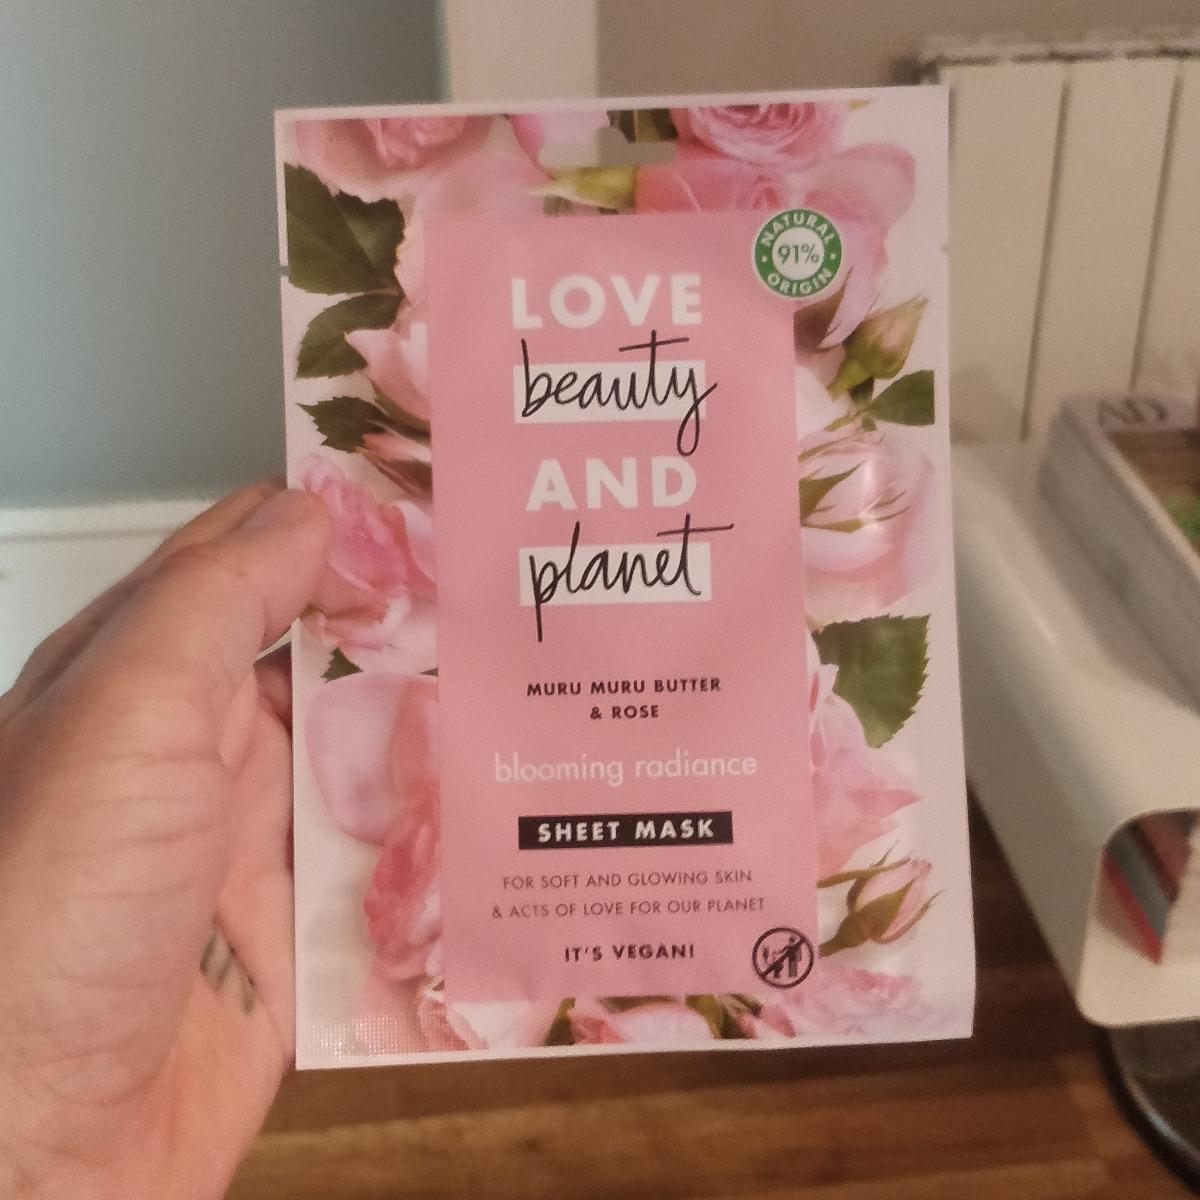 NATURAL
91%
ORIGIN
LOVE
beauty
AND
planet
MURU MURU BUTTER
& ROSE
blooming radiance
SHEET MASK
FOR SOFT AND GLOWING SKIN
& ACTS OF LOVE FOR OUR PLANET
IT'S VEGAN!
AD